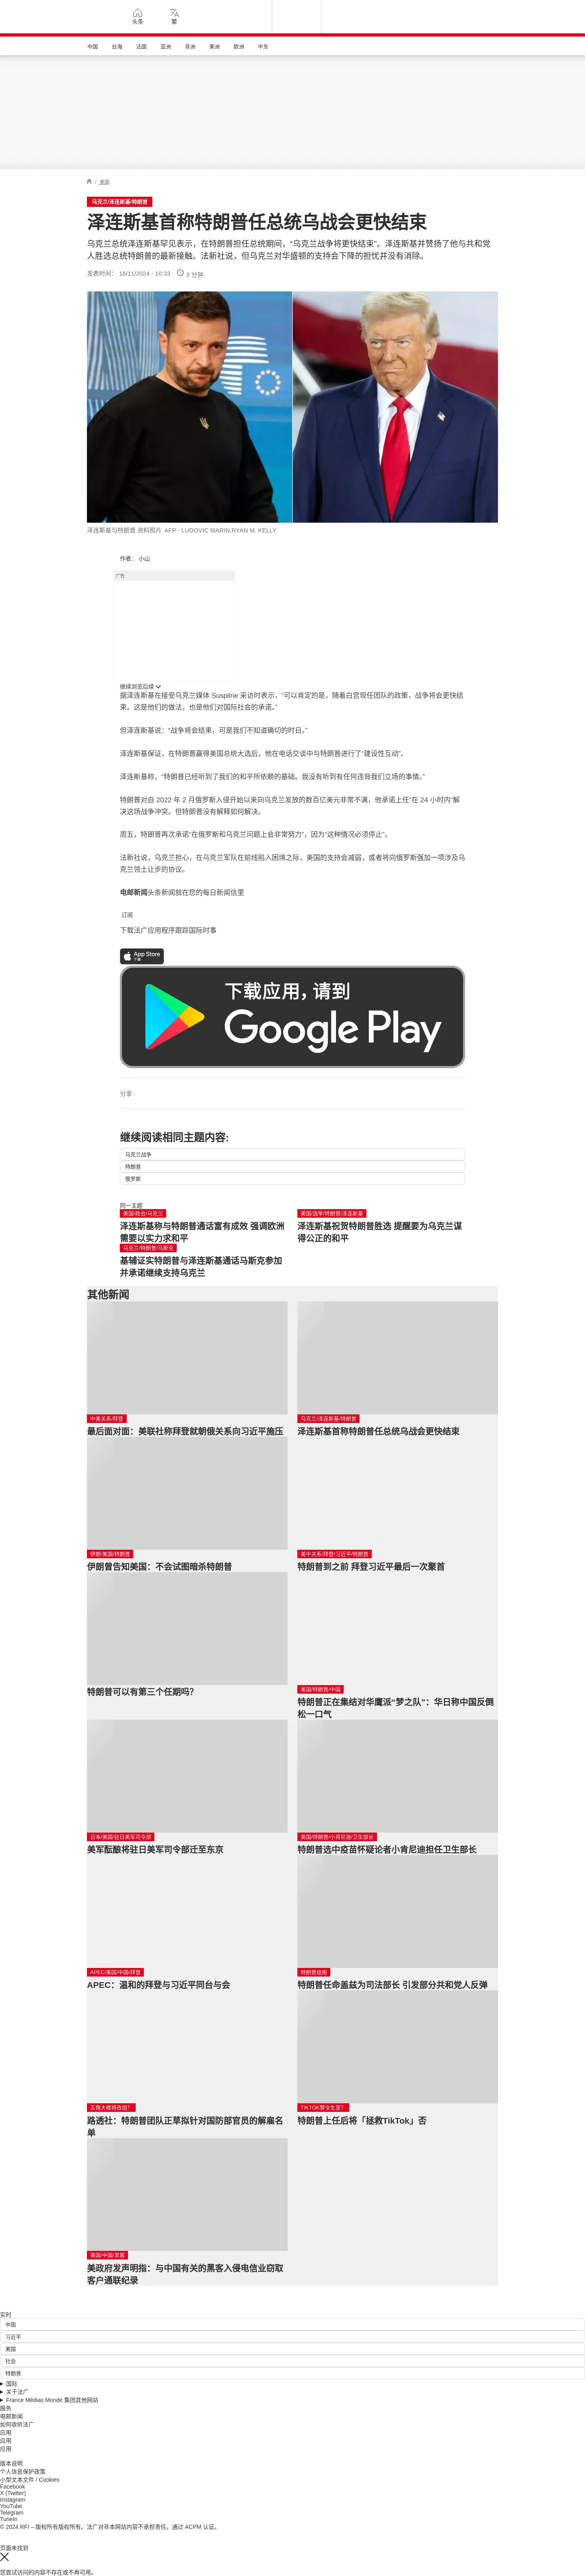 头条
繁
中国
台海
法国
亚洲
非洲
美洲
欧洲
中东
/ 美国
乌克兰/泽连斯基/特朗普
泽连斯基首称特朗普任总统乌战会更快结束
乌克兰总统泽连斯基罕见表示，在特朗普担任总统期间，“乌克兰战争将更快结束”。泽连斯基并赞扬了他与共和党
人胜选总统特朗普的最新接触。法新社说，但乌克兰对华盛顿的支持会下降的担忧并没有消除。
发表时间： 16/11/2024 - 10:33
3 分钟
泽连斯基与特朗普 资料照片 AFP - LUDOVIC MARIN,RYAN M. KELLY
作者： 小山
广告
继续浏览后续
据泽连斯基在接受乌克兰媒体 Suspilne 采访时表示，“可以肯定的是，随着白宫现任团队的政策，战争将会更快结
束。这是他们的做法，也是他们对国际社会的承诺。”
但泽连斯基说：“战争将会结束，可是我们不知道确切的时日。”
泽连斯基保证，在特朗普赢得美国总统大选后，他在电话交谈中与特朗普进行了“建设性互动”。
泽连斯基称，“特朗普已经听到了我们的和平所依赖的基础。我没有听到有任何违背我们立场的事情。”
特朗普对自 2022 年 2 月俄罗斯入侵开始以来向乌克兰发放的数百亿美元非常不满，他承诺上任“在 24 小时内”解
决这场战争冲突。但特朗普没有解释如何解决。
周五，特朗普再次承诺“在俄罗斯和乌克兰问题上会非常努力”，因为“这种情况必须停止”。
法新社说，乌克兰担心，在乌克兰军队在前线陷入困境之际，美国的支持会减弱，或者将向俄罗斯强加一项涉及乌
克兰领土让步的协议。
电邮新闻头条新闻就在您的每日新闻信里
订阅
下载法广应用程序跟踪国际时事
App Store
下载
下载应用，请到
Google Play
分享 :
继续阅读相同主题内容:
乌克兰战争
特朗普
俄罗斯
同一主题
美国/政治/乌克兰
泽连斯基称与特朗普通话富有成效 强调欧洲
需要以实力求和平
美国/选举/特朗普/泽连斯基
泽连斯基祝贺特朗普胜选 提醒要为乌克兰谋
得公正的和平
乌克兰/特朗普/马斯克
基辅证实特朗普与泽连斯基通话马斯克参加
并承诺继续支持乌克兰
其他新闻
中美关系/拜登
最后面对面：美联社称拜登就朝俄关系向习近平施压
乌克兰/泽连斯基/特朗普
泽连斯基首称特朗普任总统乌战会更快结束
伊朗/美国/特朗普
伊朗曾告知美国：不会试图暗杀特朗普
美中关系/拜登/习近平/特朗普
特朗普到之前 拜登习近平最后一次聚首
特朗普可以有第三个任期吗？
美国/特朗普/中国
特朗普正在集结对华鹰派“梦之队”：华日称中国反倒
松一口气
日本/美国/驻日美军司令部
美军酝酿将驻日美军司令部迁至东京
美国/特朗普/小肯尼迪/卫生部长
特朗普选中疫苗怀疑论者小肯尼迪担任卫生部长
APEC/美国/中国/拜登
APEC：温和的拜登与习近平同台与会
特朗普组阁
特朗普任命盖兹为司法部长 引发部分共和党人反弹
五角大楼将改组？
路透社：特朗普团队正草拟针对国防部官员的解雇名
单
TIKTOK禁令生变？
特朗普上任后将「拯救TikTok」否
美国/中国/黑客
美政府发声明指：与中国有关的黑客入侵电信业窃取
客户通联纪录
实时
中国
习近平
美国
社会
特朗普
国际
关于法广
France Médias Monde 集团其他网站
服务
电邮新闻
如何收听法广
应用
应用
应用
版本说明
个人信息保护政策
小型文本文件 / Cookies
Facebook
X (Twitter)
Instagram
YouTube
Telegram
TuneIn
© 2024 RFI – 版权所有版权所有。法广对非本网站内容不承担责任。通过 ACPM 认证。
页面未找到
您尝试访问的内容不存在或不再可用。